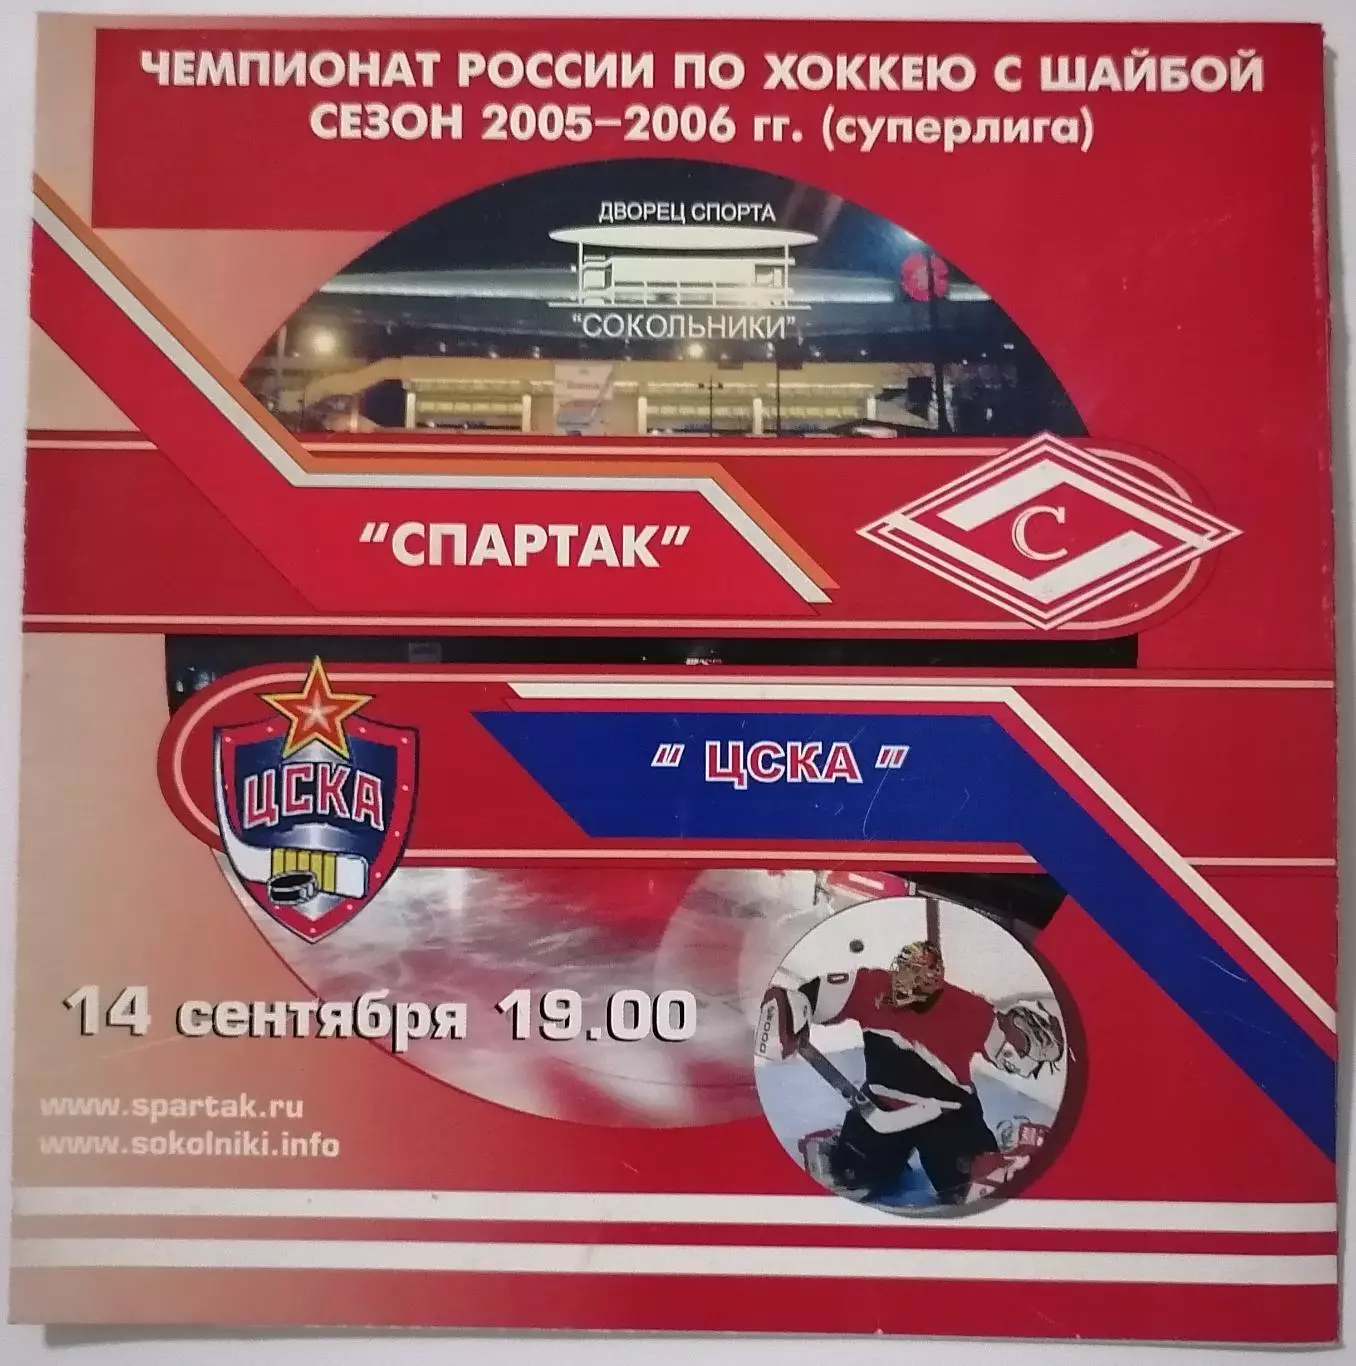 ЧЕМПИОНАТ РОССИИ ПО ХОККЕЮ С ШАЙБОЙ
СЕЗОН 2005-2006 гг. (суперлига)
ДВОРЕЦ СПОРТА
"СОКОЛЬНИКИ"
"СПАРТАК"
С
ЦСКА
" ЦСКА "
14 сентября 19.00
www.spartak.ru
www.sokolniki.info